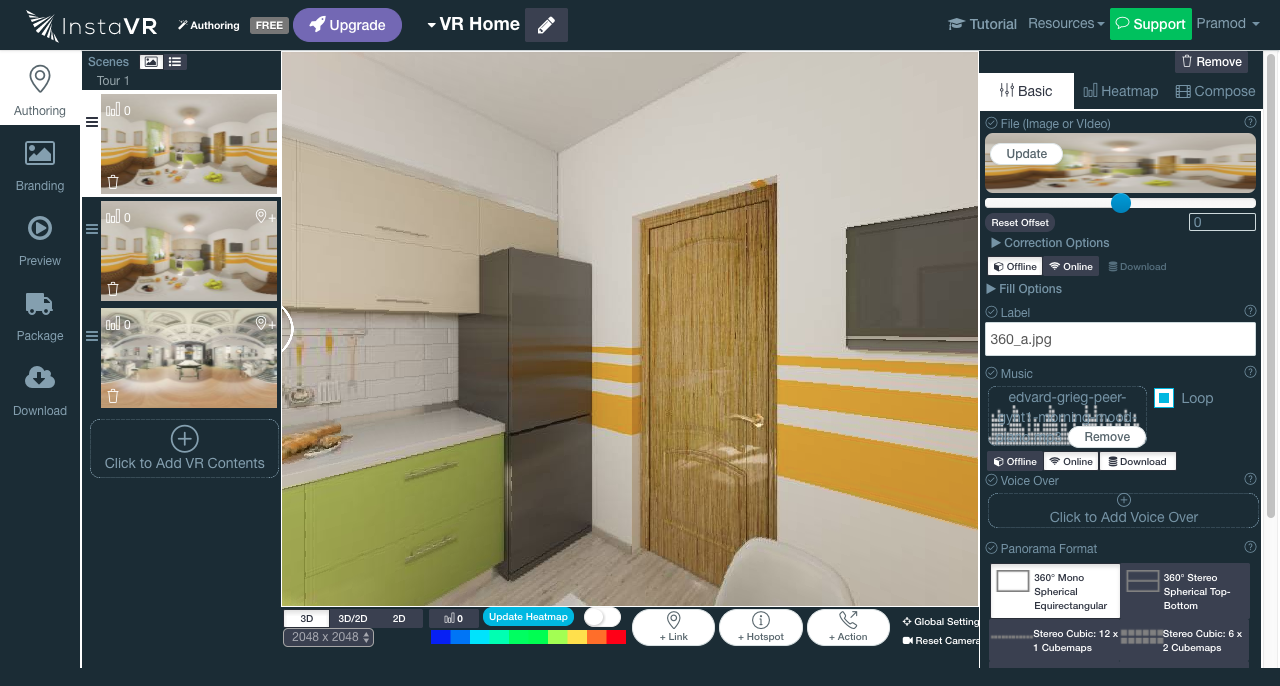 InstaVR
Authoring
FREE
Upgrade
VR Home
Tutorial
Resources
Support
Pramod
Authoring
Branding
Preview
Package
Download
Scenes
Tour 1
0
0
0
Click to Add VR Contents
3D
3D/2D
2D
2048 x 2048
0
Update Heatmap
+ Link
+ Hotspot
+ Action
Global Setting
Reset Camera
Remove
Basic
Heatmap
Compose
File (Image or VIdeo)
Update
Reset Offset
0
Correction Options
Offline
Online
Download
Fill Options
Label
360_a.jpg
Music
edvard-grieg-peer-
Loop
Remove
Offline
Online
Download
Voice Over
Click to Add Voice Over
Panorama Format
360° Mono
Spherical
Equirectangular
360° Stereo
Spherical Top-
Bottom
Stereo Cubic: 12 x
1 Cubemaps
Stereo Cubic: 6 x
2 Cubemaps